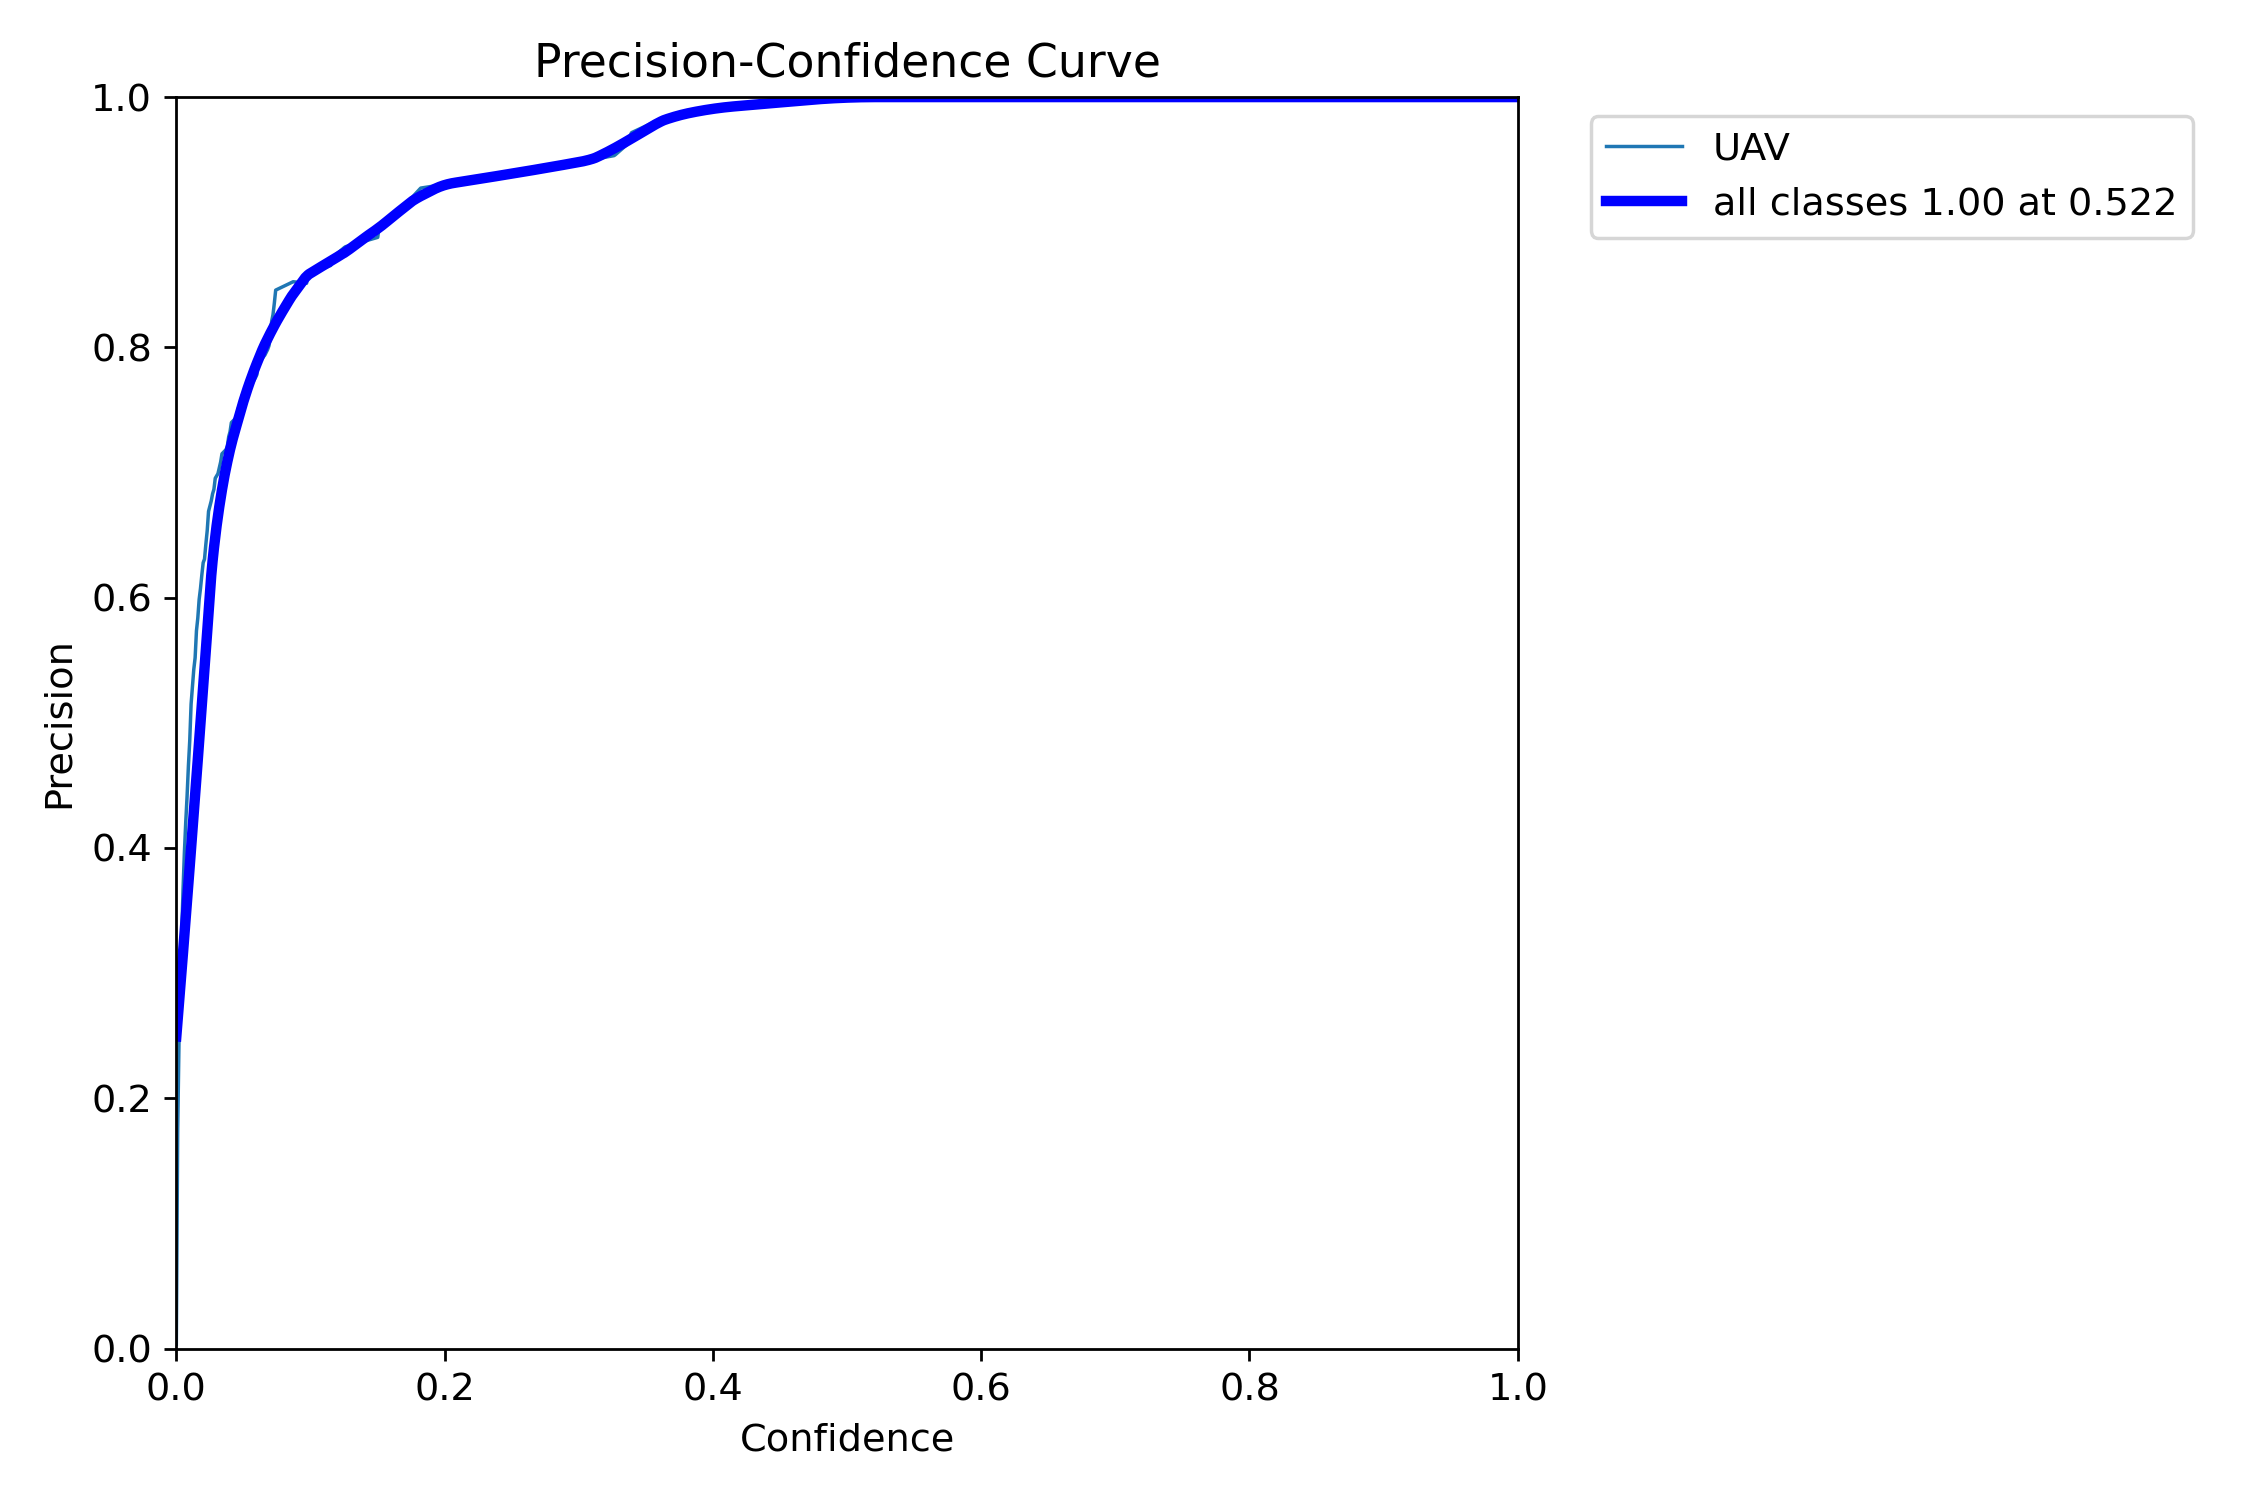 Precision-Confidence Curve
1.0
0.8
0.6
0.4
0.2
0.0
Precision
0.0 0.2 0.4 0.6 0.8 1.0
Confidence
UAV
all classes 1.00 at 0.522